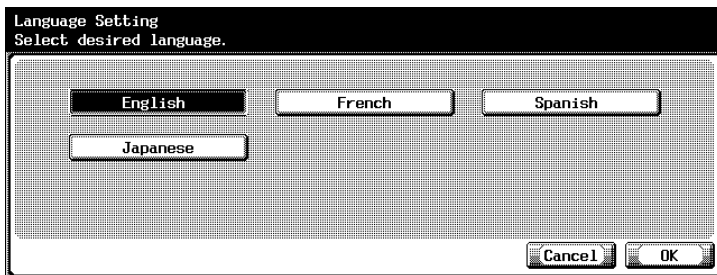 Language Setting
Select desired language.
English French Spanish
Japanese
Cancel OK